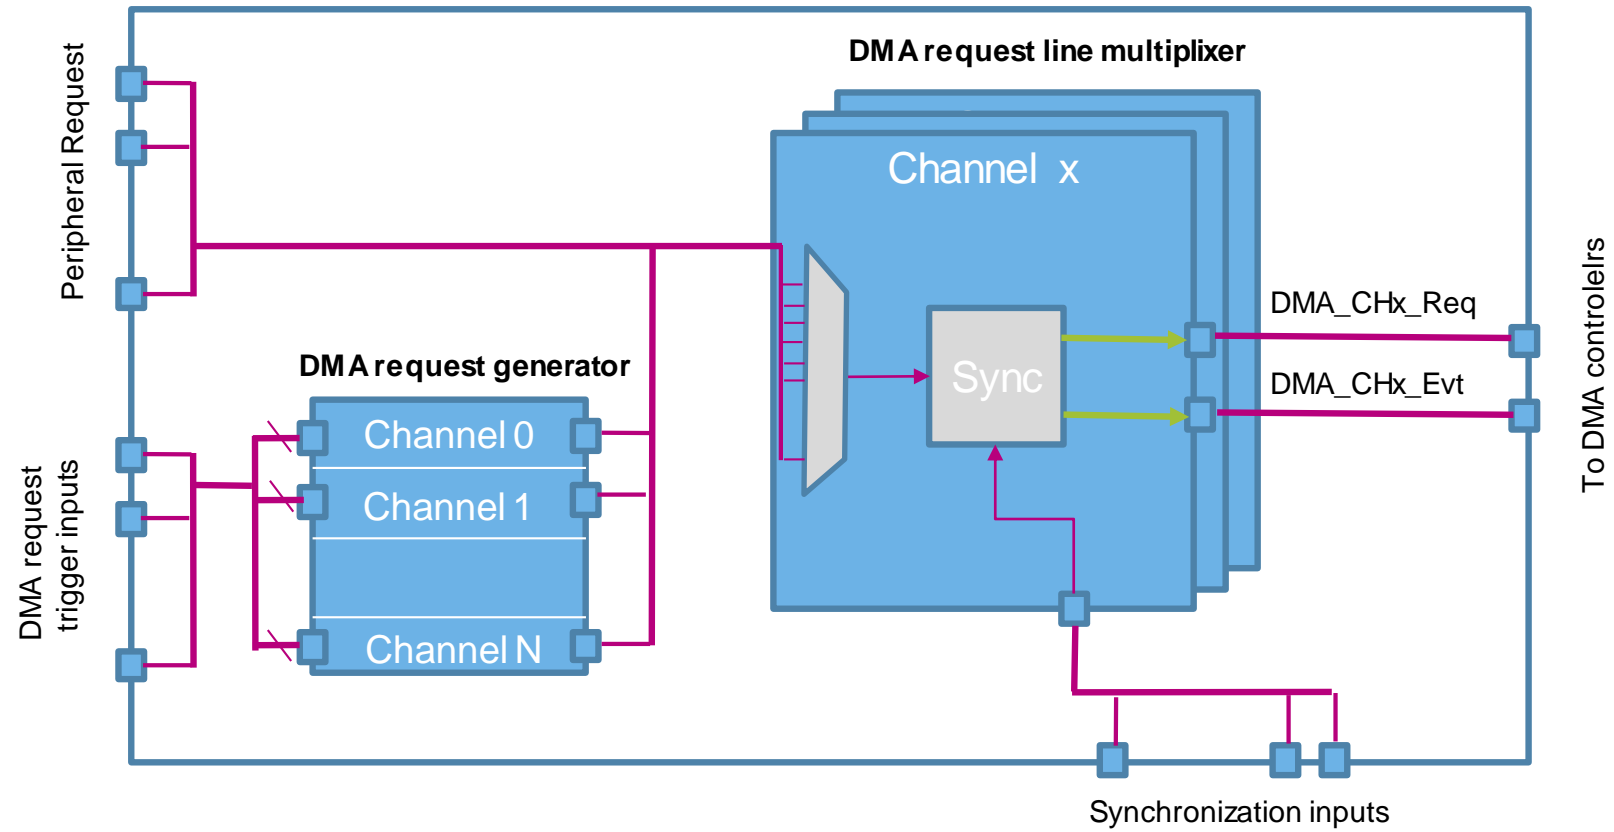 DMA request line multiplixer
Peripheral Request
Channel x
DMA_CHx_Req
DMA request generator
Sync
DMA_CHx_Evt
To DMA controlelrs
Channel 0
Channel 1
DMA request
trigger inputs
Channel N
Synchronization inputs